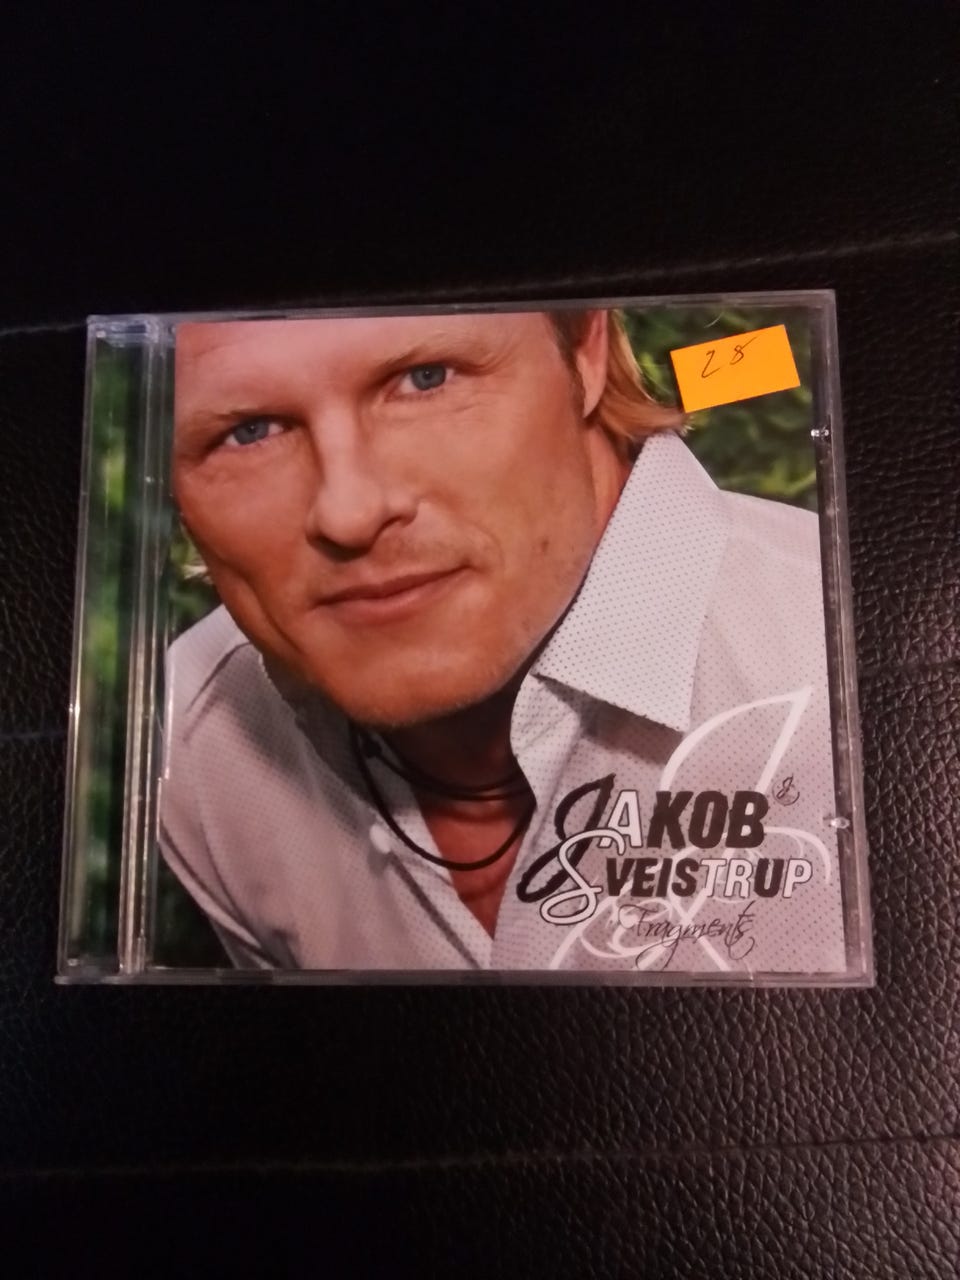 28
JAKOB
SVEISTRUP
Fragments